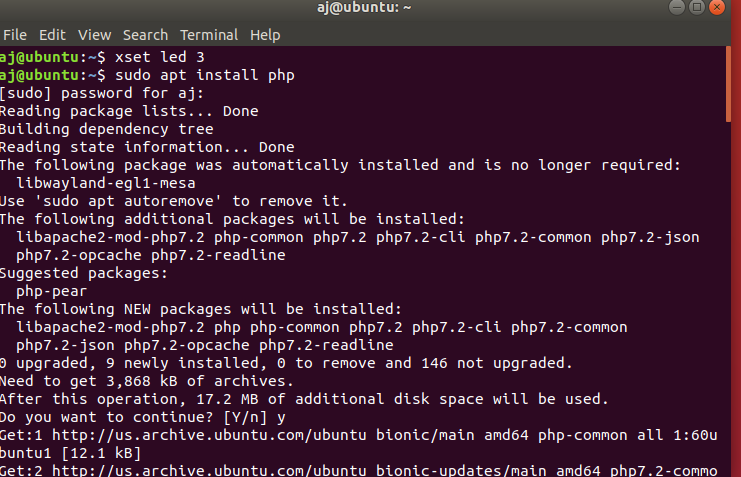 aj@ubuntu: ~
File Edit View Search Terminal Help
aj@ubuntu:~$ xset led 3
aj@ubuntu:~$ sudo apt install php
[sudo] password for aj:
Reading package lists... Done
Building dependency tree
Reading state information... Done
The following package was automatically installed and is no longer required:
  libwayland-egl1-mesa
Use 'sudo apt autoremove' to remove it.
The following additional packages will be installed:
  libapache2-mod-php7.2 php-common php7.2 php7.2-cli php7.2-common php7.2-json
  php7.2-opcache php7.2-readline
Suggested packages:
  php-pear
The following NEW packages will be installed:
  libapache2-mod-php7.2 php php-common php7.2 php7.2-cli php7.2-common
  php7.2-json php7.2-opcache php7.2-readline
0 upgraded, 9 newly installed, 0 to remove and 146 not upgraded.
Need to get 3,868 kB of archives.
After this operation, 17.2 MB of additional disk space will be used.
Do you want to continue? [Y/n] y
Get:1 http://us.archive.ubuntu.com/ubuntu bionic/main amd64 php-common all 1:60u
buntu1 [12.1 kB]
Get:2 http://us.archive.ubuntu.com/ubuntu bionic-updates/main amd64 php7.2-commo